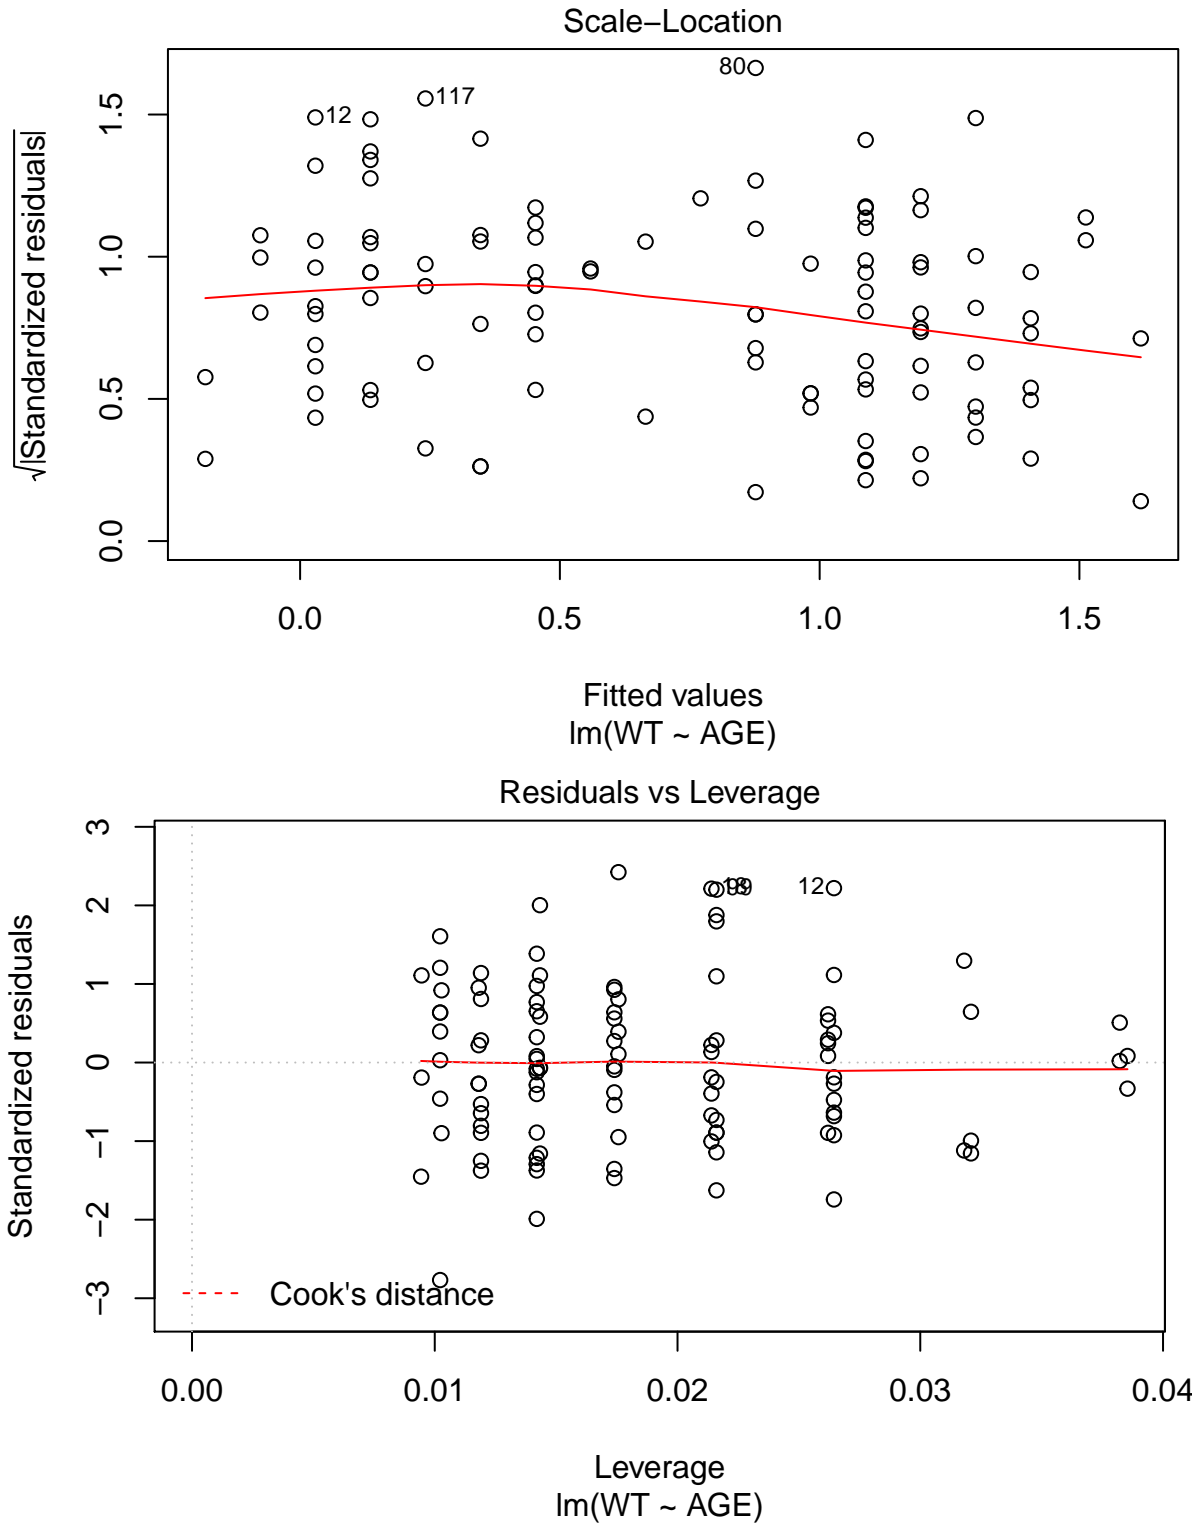 Scale−Location
80
117
12
1.5
1.0
0.5
0.0
√|Standardized residuals|
0.0 0.5 1.0 1.5
Fitted values
lm(WT ~ AGE)
Residuals vs Leverage
3
2
1
0
−1
−2
−3
Standardized residuals
12
Cook's distance
0.00 0.01 0.02 0.03 0.04
Leverage
lm(WT ~ AGE)